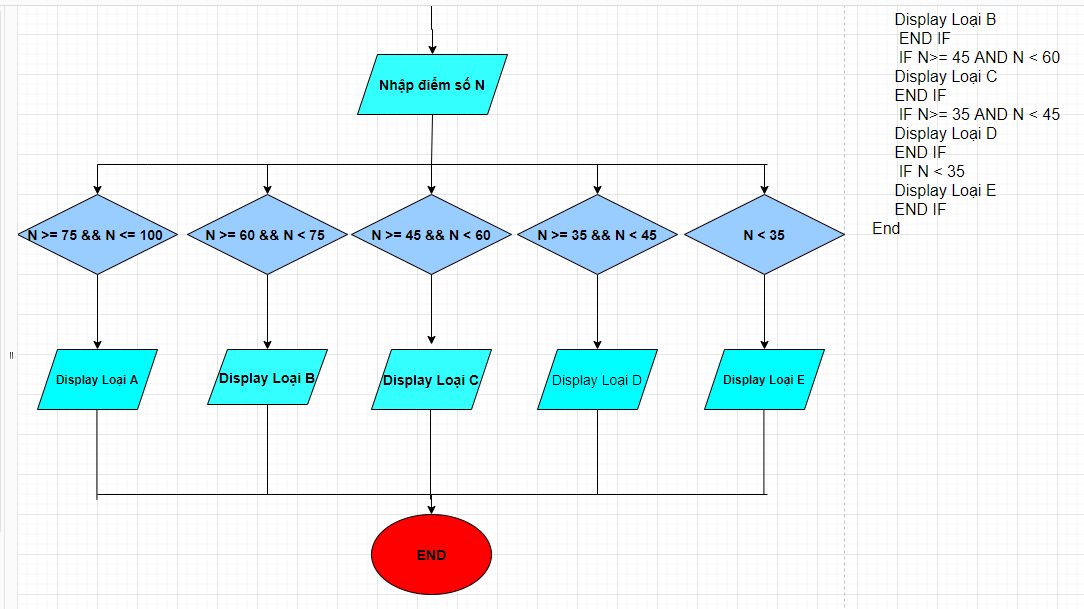 Nhập điểm số N
N >= 75 && N <= 100
N >= 60 && N < 75
N >= 45 && N < 60
N >= 35 && N < 45
N < 35
Display Loại A
Display Loại B
Display Loại C
Display Loại D
Display Loại E
END
Display Loại B
END IF
IF N>= 45 AND N < 60
Display Loại C
END IF
IF N>= 35 AND N < 45
Display Loại D
END IF
IF N < 35
Display Loại E
END IF
End